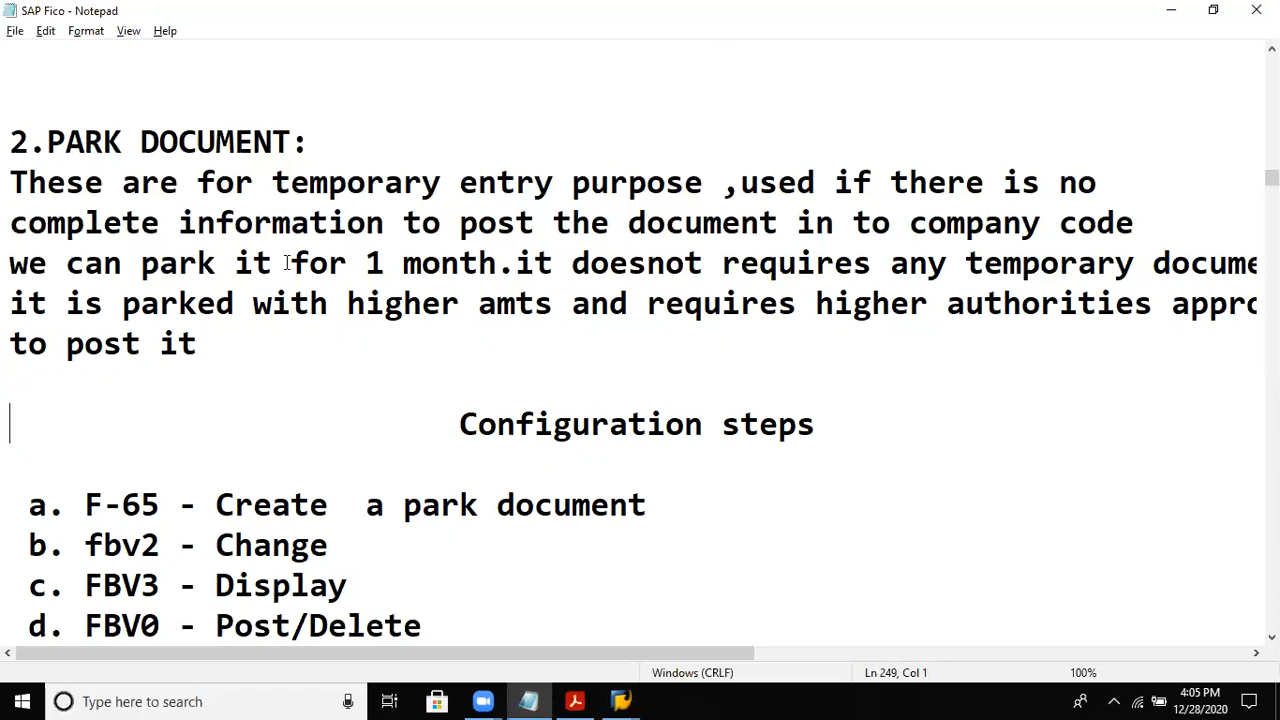 SAP Fico - Notepad
File Edit Format View Help
2.PARK DOCUMENT:
These are for temporary entry purpose ,used if there is no
complete information to post the document in to company code
we can park it for 1 month.it doesnot requires any temporary docume
it is parked with higher amts and requires higher authorities appro
to post it
Configuration steps
a. F-65 - Create a park document
b. fbv2 - Change
c. FBV3 - Display
d. FBV0 - Post/Delete
Windows (CRLF) Ln 249, Col 1 100%
Type here to search
4:05 PM
12/28/2020